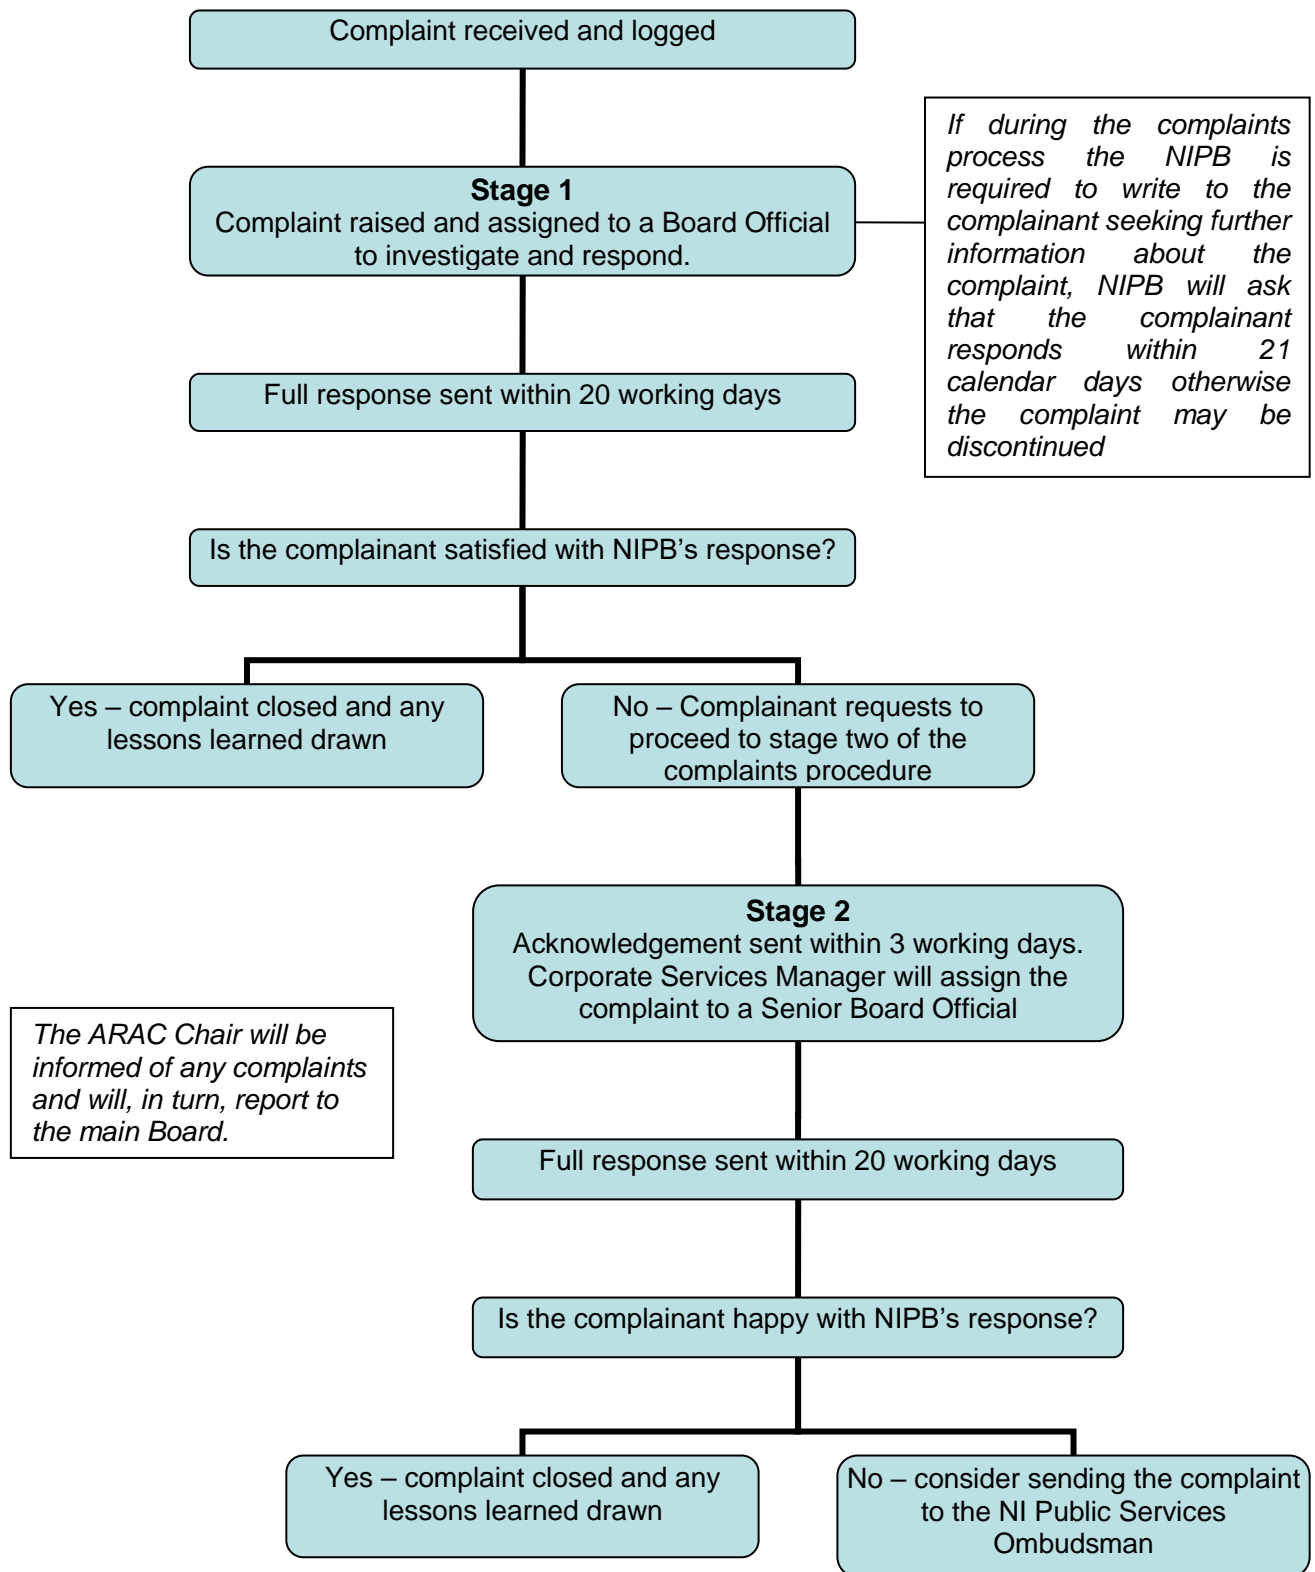 Complaint received and logged
If during the complaints
process the NIPB is
required to write to the
complainant seeking further
information about the
complaint, NIPB will ask
that the complainant
responds within 21
calendar days otherwise
the complaint may be
discontinued
Stage 1
Complaint raised and assigned to a Board Official
to investigate and respond.
Full response sent within 20 working days
Is the complainant satisfied with NIPB’s response?
Yes – complaint closed and any
lessons learned drawn
No – Complainant requests to
proceed to stage two of the
complaints procedure
Stage 2
Acknowledgement sent within 3 working days.
Corporate Services Manager will assign the
complaint to a Senior Board Official
The ARAC Chair will be
informed of any complaints
and will, in turn, report to
the main Board.
Full response sent within 20 working days
Is the complainant happy with NIPB’s response?
Yes – complaint closed and any
lessons learned drawn
No – consider sending the complaint
to the NI Public Services
Ombudsman